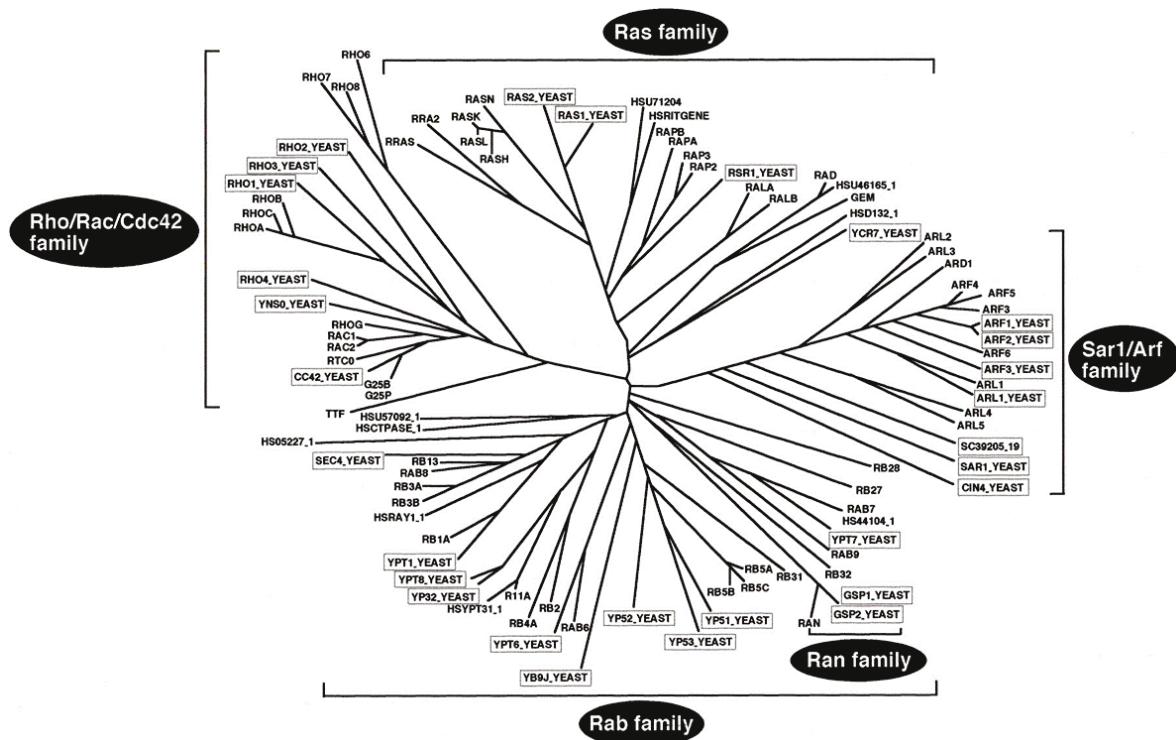 Ras family
RHO6
RHO7
RHO8
RASN
RAS2_YEAST
RAS1_YEAST
RASK
RRA2
RASL
RASH
RRAS
HSU71204
HSRITGENE
RAPB
RAPA
RAP3
RAP2
RSR1_YEAST
RALA
RALB
RAD
HSU46165_1
GEM
HSD132_1
YCR7_YEAST
RHO2_YEAST
RHO3_YEAST
RHO1_YEAST
RHOB
RHOC
RHOA
Rho/Rac/Cdc42
family
RHO4_YEAST
YNS0_YEAST
RHOG
RAC1
RAC2
RTC0
CC42_YEAST
G25B
G25P
TTF
ARL2
ARL3
ARD1
ARF4
ARF5
ARF3
ARF1_YEAST
ARF2_YEAST
ARF6
ARF3_YEAST
ARL1
ARL1_YEAST
ARL4
ARL5
SC39205_19
SAR1_YEAST
CIN4_YEAST
Sar1/Arf
family
HSU57092_1
HSCTPASE_1
HS05227_1
SEC4_YEAST
RB13
RAB8
RB3A
RB3B
HSRAY1_1
RB1A
YPT1_YEAST
YPT8_YEAST
YP32_YEAST
HSYPT31_1
R11A
RB4A
RB2
YPT6_YEAST
RAB6
YB9J_YEAST
YP52_YEAST
YP53_YEAST
YP51_YEAST
RB5B
RB5A
RB5C
RB31
RB28
RB27
RAB7
HS44104_1
YPT7_YEAST
RAB9
RB32
GSP1_YEAST
GSP2_YEAST
RAN
Ran family
Rab family